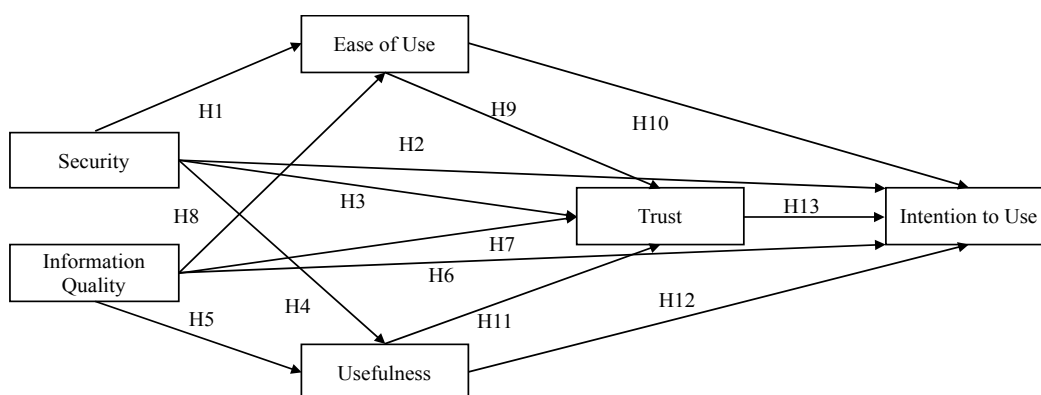 Ease of Use
H1
H9
H10
H2
Security
H3
H8
Trust
H13
Intention to Use
H7
Information
Quality
H6
H4
H12
H5
H11
Usefulness